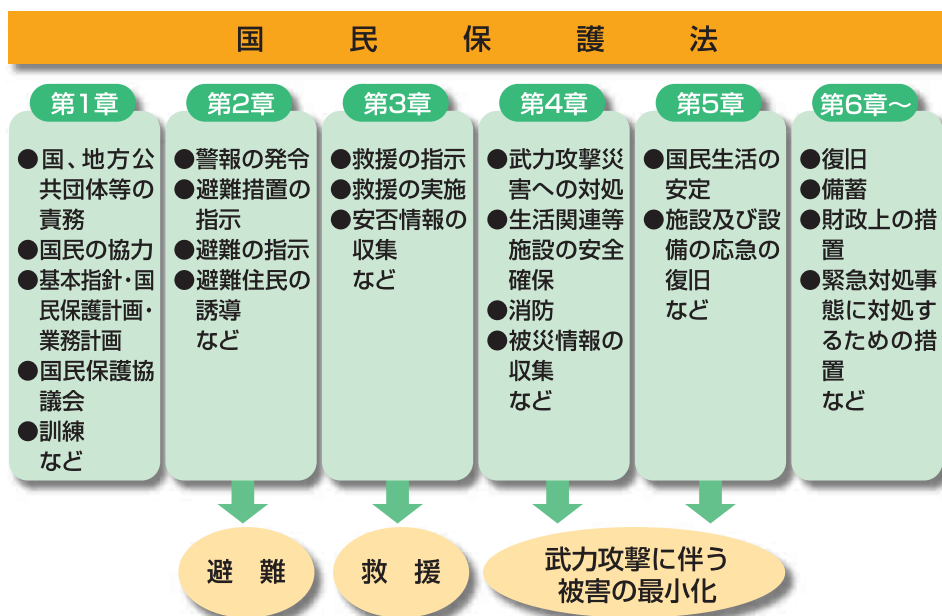 国民保護法
第1章
●国、地方公
共団体等の
責務
●国民の協力
●基本指針・国
民保護計画・
業務計画
●国民保護協
議会
●訓練
など
第2章
●警報の発令
●避難措置の
指示
●避難の指示
●避難住民の
誘導
など
第3章
●救援の指示
●救援の実施
●安否情報の
収集
など
第4章
●武力攻撃災
害への対処
●生活関連等
施設の安全
確保
●消防
●被災情報の
収集
など
第5章
●国民生活の
安定
●施設及び設
備の応急の
復旧
など
第6章~
●復旧
●備蓄
●財政上の措
置
●緊急対処事
態に対処す
るための措
置
など
避難
救援
武力攻撃に伴う
被害の最小化